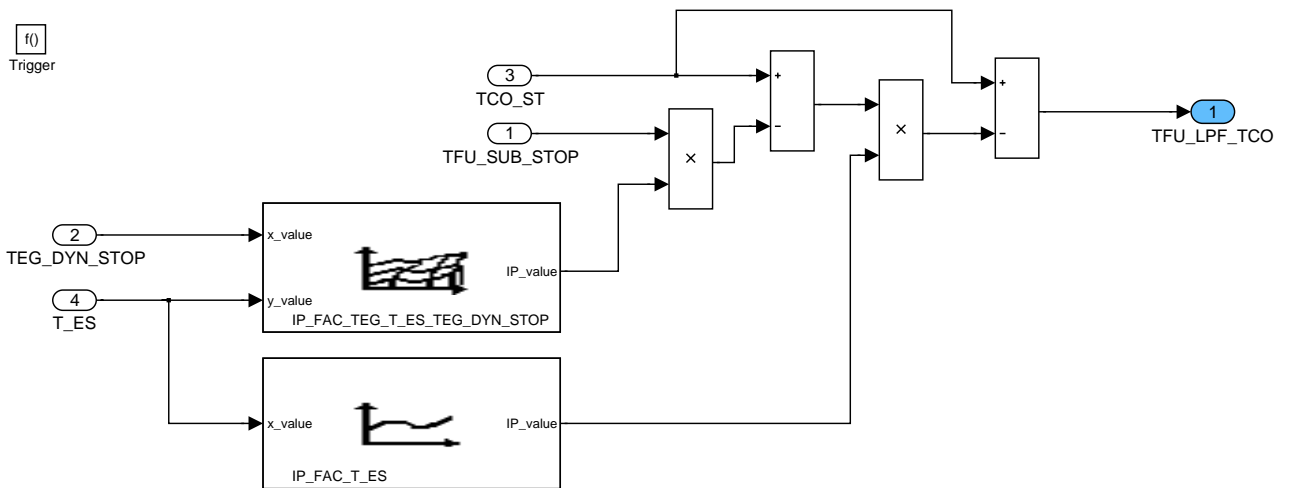 f()
Trigger
3
TCO_ST
1
TFU_SUB_STOP
+
−
×
×
+
−
1
TFU_LPF_TCO
2
TEG_DYN_STOP
4
T_ES
x_value
y_value
IP_value
IP_FAC_TEG_T_ES_TEG_DYN_STOP
x_value
IP_value
IP_FAC_T_ES